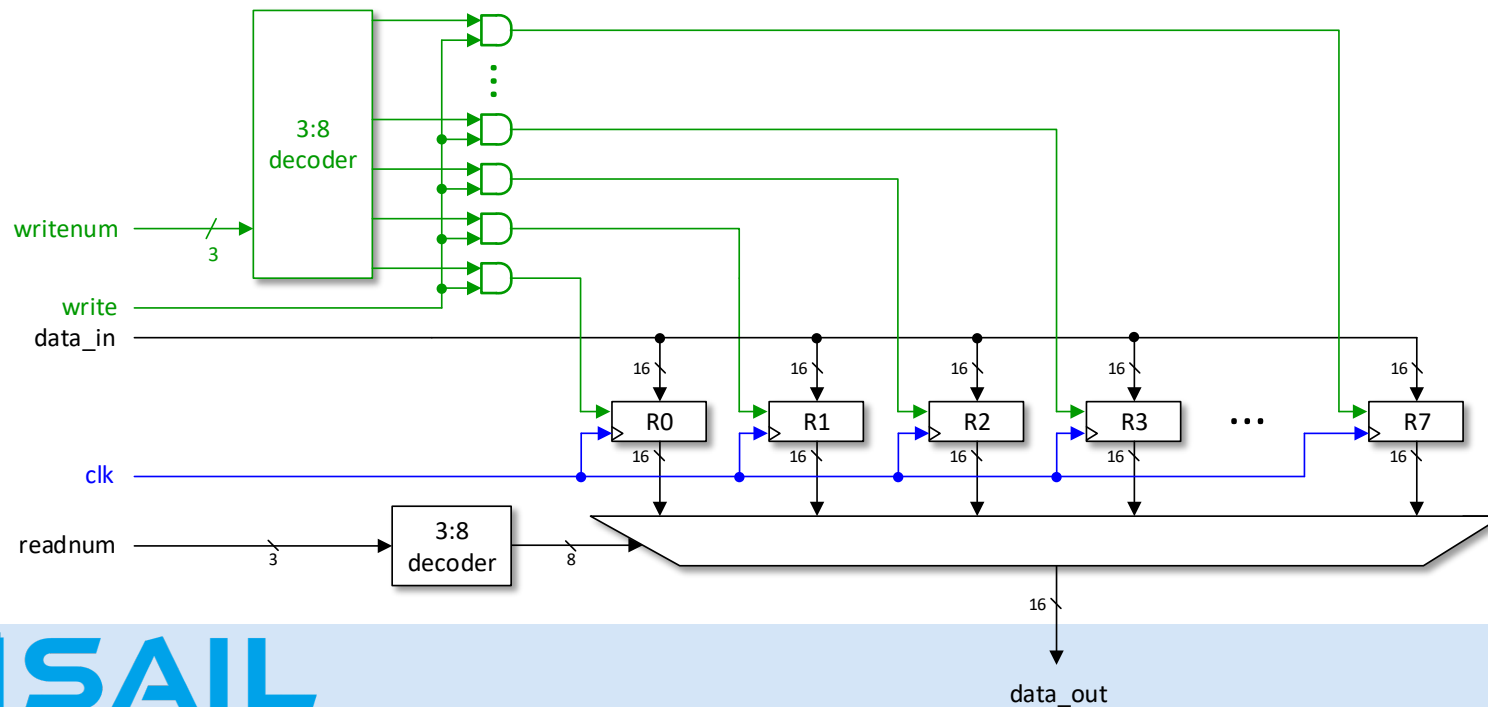 3:8
decoder
writenum
3
write
data_in
16
16
16
16
16
R0
R1
R2
R3
...
R7
16
16
16
16
16
clk
readnum
3
3:8
decoder
8
16
SAIL
data_out